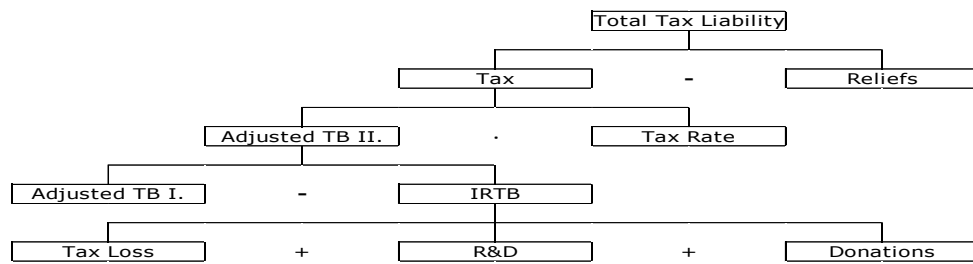 Total Tax Liability
Tax - Reliefs
Adjusted TB II. · Tax Rate
Adjusted TB I. - IRTB
Tax Loss + R&D + Donations